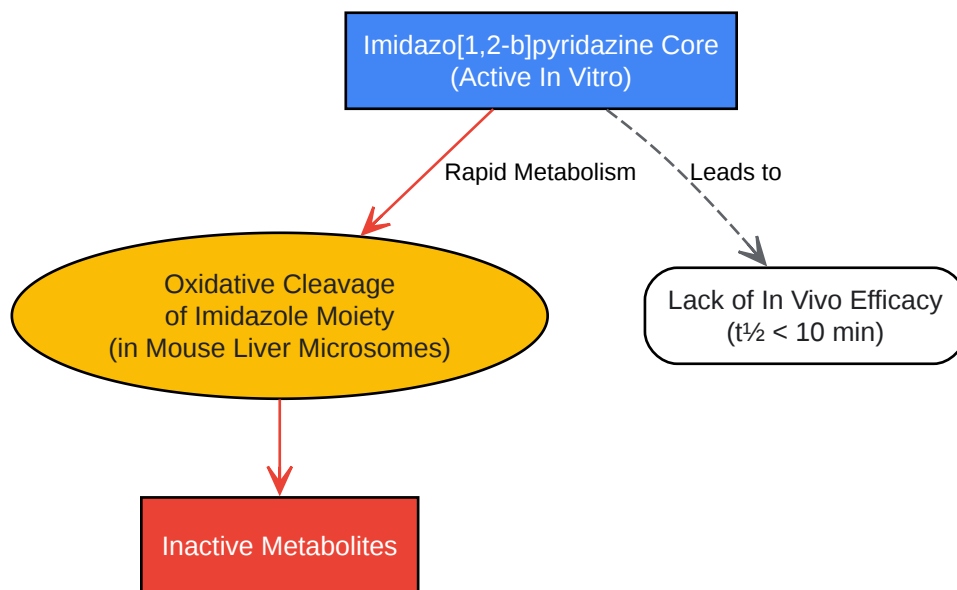 Imidazo[1,2-b]pyridazine Core
(Active In Vitro)
Rapid Metabolism
Leads to
Oxidative Cleavage
of Imidazole Moiety
(in Mouse Liver Microsomes)
Lack of In Vivo Efficacy
(t½ < 10 min)
Inactive Metabolites